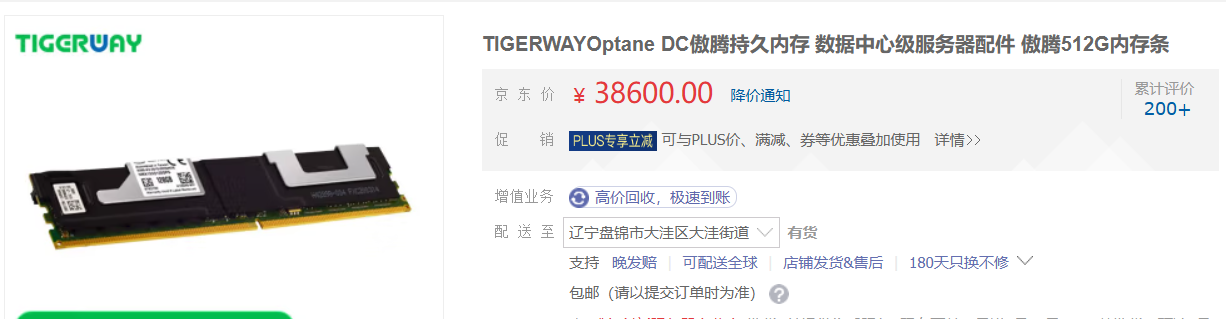 TIGERWAY
128GB
TIGERWAYOptane DC傲腾持久内存 数据中心级服务器配件 傲腾512G内存条
京东价 ￥ 38600.00 降价通知
累计评价
200+
促销 PLUS专享立减 可与PLUS价、满减、券等优惠叠加使用 详情>>
增值业务 高价回收，极速到账
配送至 辽宁盘锦市大洼区大洼街道 有货
支持 晚发赔 可配送全球 店铺发货&售后 180天只换不修
包邮（请以提交订单时为准） ?